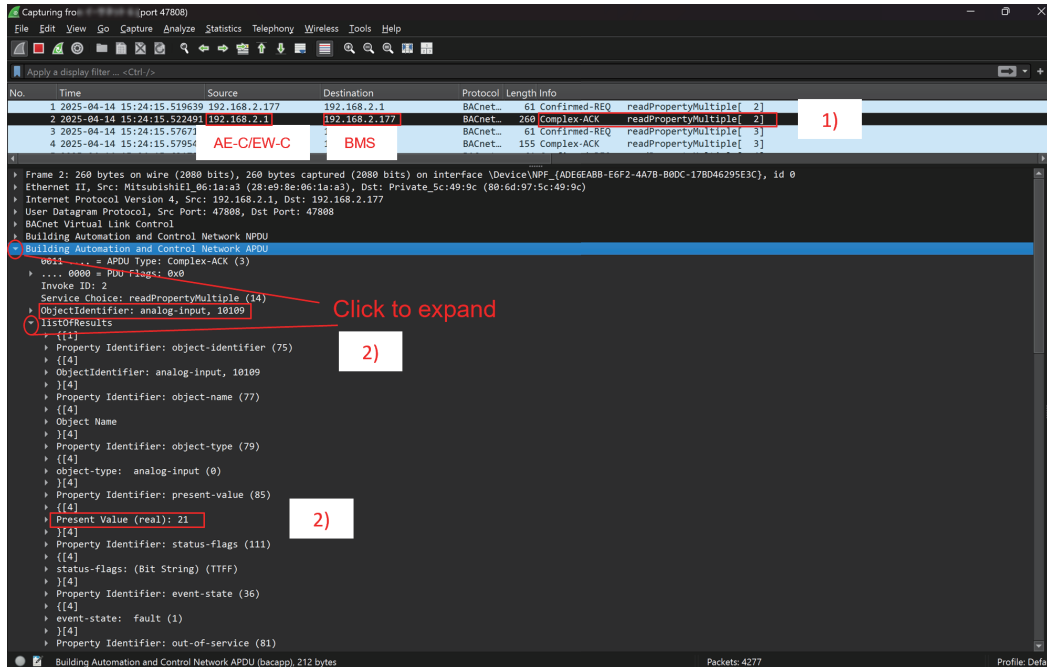 Capturing fro (port 47808)
File Edit View Go Capture Analyze Statistics Telephony Wireless Tools Help
Apply a display filter ... <Ctrl-/>
No. Time Source Destination Protocol Length Info
1 2025-04-14 15:24:15.519639 192.168.2.177 192.168.2.1 BACnet… 61 Confirmed-REQ readPropertyMultiple[ 2]
2 2025-04-14 15:24:15.522491 192.168.2.1 192.168.2.177 BACnet… 260 Complex-ACK readPropertyMultiple[ 2]
1)
3 2025-04-14 15:24:15.57671 BACnet… 61 Confirmed-REQ readPropertyMultiple[ 3]
4 2025-04-14 15:24:15.57954 BACnet… 155 Complex-ACK readPropertyMultiple[ 3]
AE-C/EW-C BMS
Frame 2: 260 bytes on wire (2080 bits), 260 bytes captured (2080 bits) on interface \Device\NPF_{ADE6EABB-E6F2-4A7B-B0DC-17BD46295E3C}, id 0
Ethernet II, Src: MitsubishiEl_06:1a:a3 (28:e9:8e:06:1a:a3), Dst: Private_5c:49:9c (80:6d:97:5c:49:9c)
Internet Protocol Version 4, Src: 192.168.2.1, Dst: 192.168.2.177
User Datagram Protocol, Src Port: 47808, Dst Port: 47808
BACnet Virtual Link Control
Building Automation and Control Network NPDU
Building Automation and Control Network APDU
0011 .... = APDU Type: Complex-ACK (3)
.... 0000 = PDU Flags: 0x0
Invoke ID: 2
Service Choice: readPropertyMultiple (14)
ObjectIdentifier: analog-input, 10109
Click to expand
listOfResults
{[1]
Property Identifier: object-identifier (75)
2)
{[4]
ObjectIdentifier: analog-input, 10109
}[4]
Property Identifier: object-name (77)
{[4]
Object Name
}[4]
Property Identifier: object-type (79)
{[4]
object-type: analog-input (0)
}[4]
Property Identifier: present-value (85)
{[4]
Present Value (real): 21
2)
}[4]
Property Identifier: status-flags (111)
{[4]
status-flags: (Bit String) (TTFF)
}[4]
Property Identifier: event-state (36)
{[4]
event-state: fault (1)
}[4]
Property Identifier: out-of-service (81)
Building Automation and Control Network APDU (bacapp), 212 bytes Packets: 4277 Profile: Defa